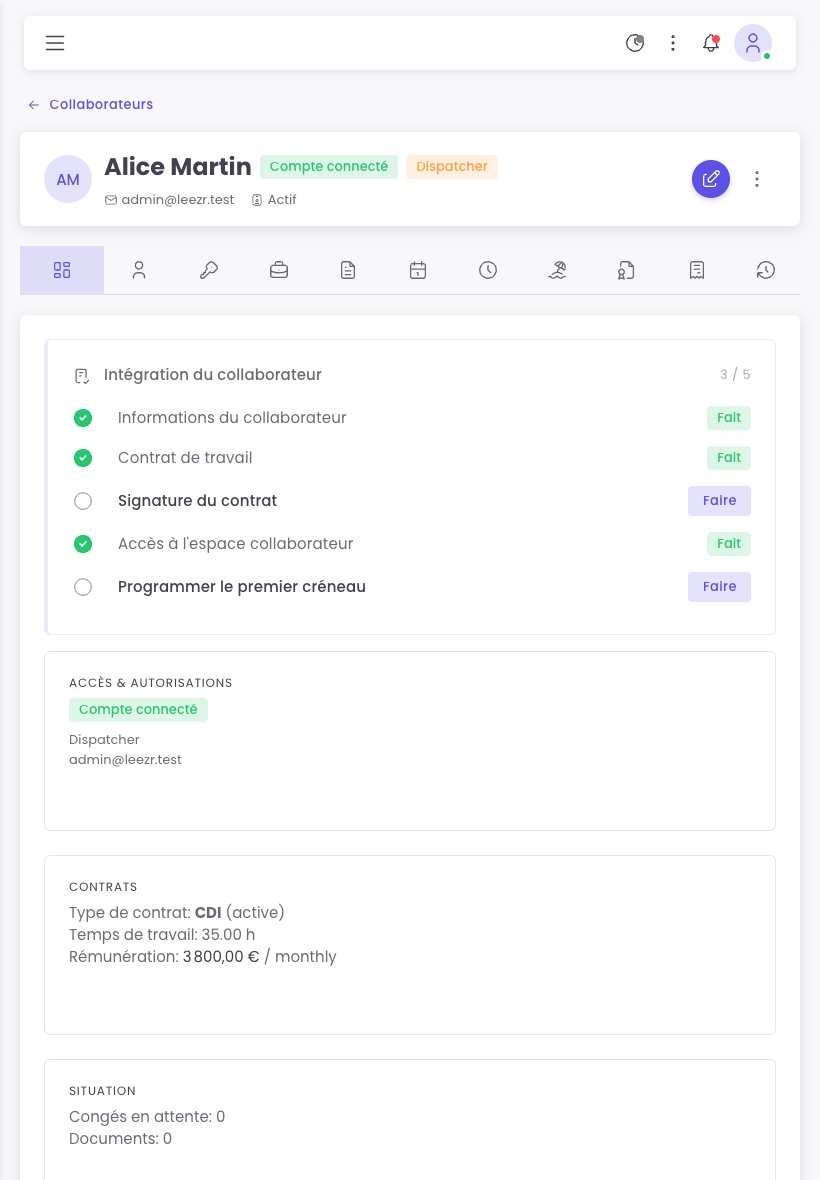 Collaborateurs
AM
Alice Martin Compte connecté Dispatcher
admin@leezr.test Actif
Intégration du collaborateur 3 / 5
Informations du collaborateur Fait
Contrat de travail Fait
Signature du contrat Faire
Accès à l'espace collaborateur Fait
Programmer le premier créneau Faire
ACCÈS & AUTORISATIONS
Compte connecté
Dispatcher
admin@leezr.test
CONTRATS
Type de contrat: CDI (active)
Temps de travail: 35.00 h
Rémunération: 3 800,00 € / monthly
SITUATION
Congés en attente: 0
Documents: 0